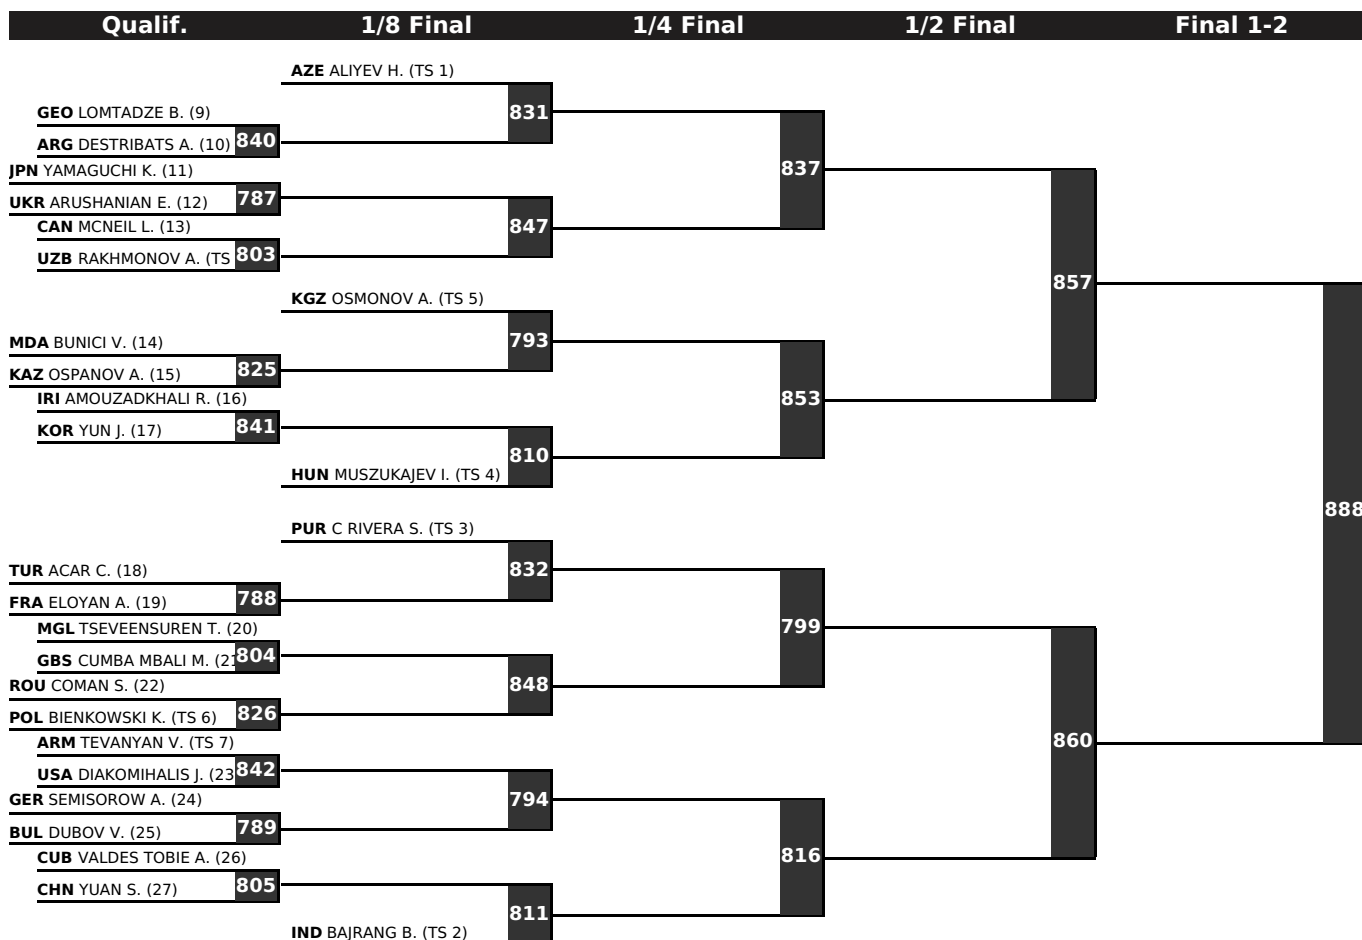 Qualif. 1/8 Final 1/4 Final 1/2 Final Final 1-2
AZE ALIYEV H. (TS 1)
831
GEO LOMTADZE B. (9)
ARG DESTRIBATS A. (10) 840
837
JPN YAMAGUCHI K. (11)
UKR ARUSHANIAN E. (12) 787
847
CAN MCNEIL L. (13)
UZB RAKHMONOV A. (TS 803
857
KGZ OSMONOV A. (TS 5)
793
MDA BUNICI V. (14)
KAZ OSPANOV A. (15) 825
853
IRI AMOUZADKHALI R. (16)
KOR YUN J. (17) 841
810
HUN MUSZUKAJEV I. (TS 4)
888
PUR C RIVERA S. (TS 3)
832
TUR ACAR C. (18)
FRA ELOYAN A. (19) 788
799
MGL TSEVEENSUREN T. (20)
GBS CUMBA MBALI M. (21 804
848
ROU COMAN S. (22)
POL BIENKOWSKI K. (TS 6) 826
860
ARM TEVANYAN V. (TS 7)
USA DIAKOMIHALIS J. (23 842
794
GER SEMISOROW A. (24)
BUL DUBOV V. (25) 789
816
CUB VALDES TOBIE A. (26)
CHN YUAN S. (27) 805
811
IND BAJRANG B. (TS 2)